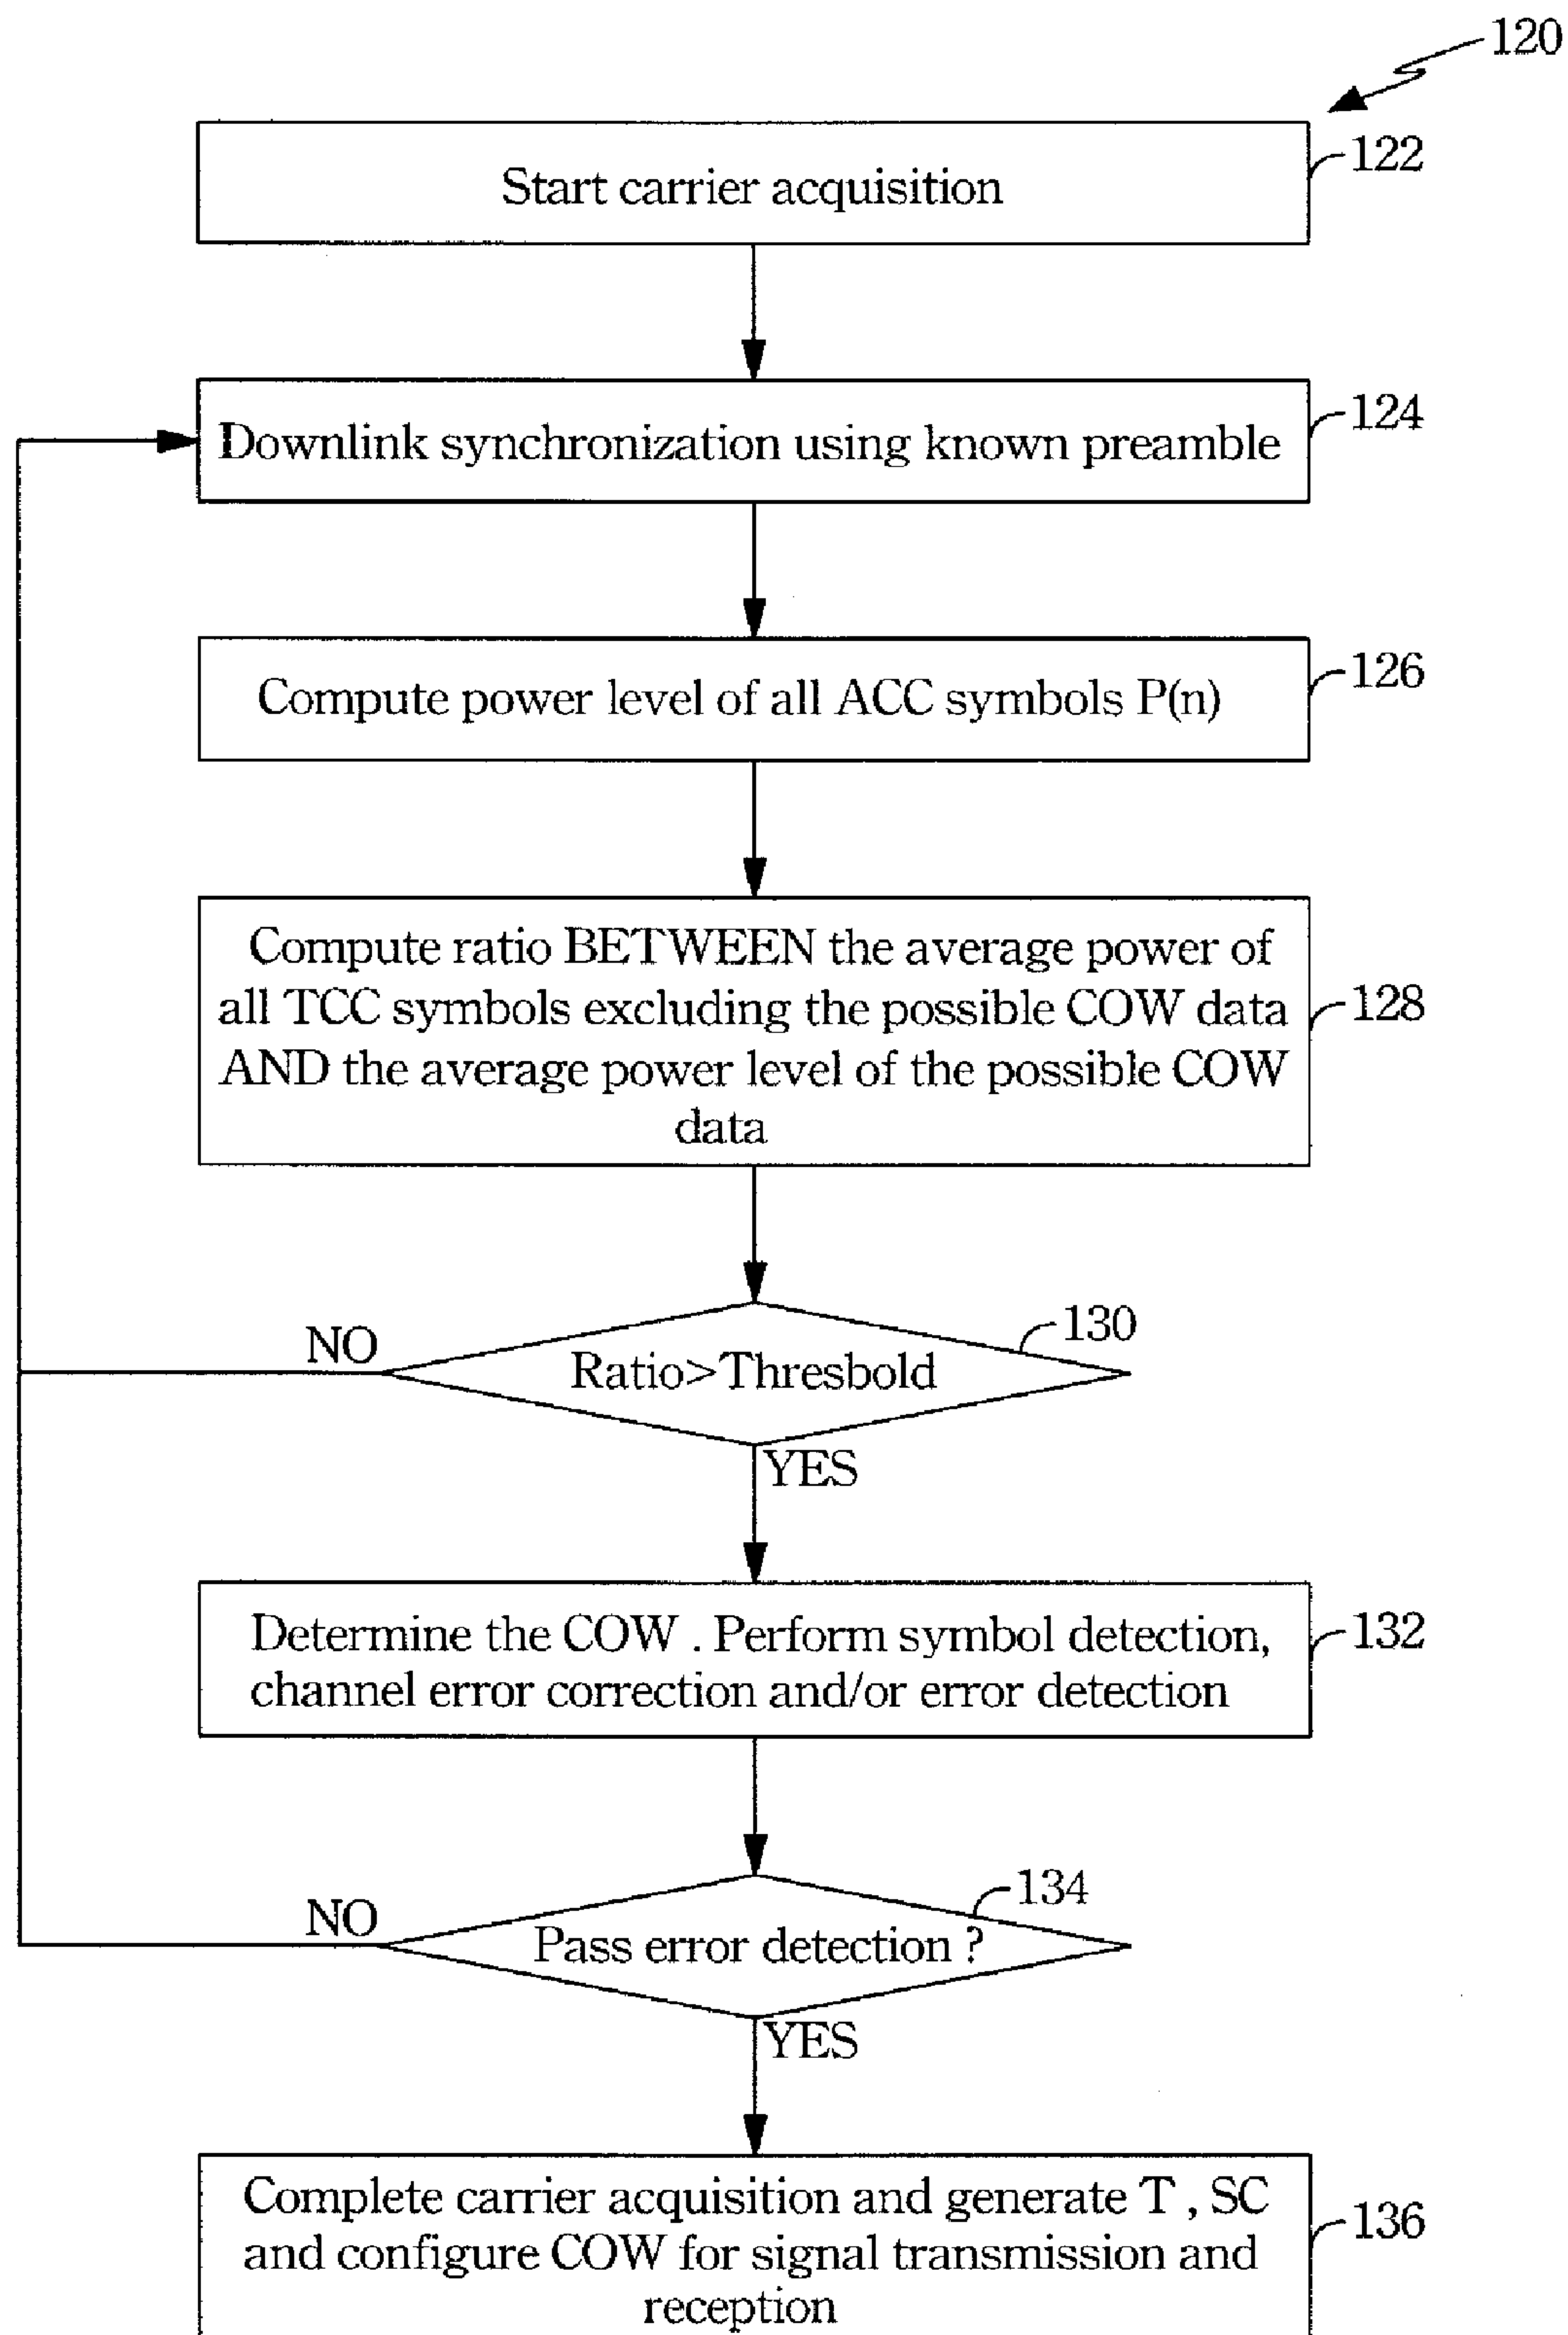 120
Start carrier acquisition
122
Downlink synchronization using known preamble
124
Compute power level of all ACC symbols P(n)
126
Compute ratio BETWEEN the average power of
all TCC symbols excluding the possible COW data
AND the average power level of the possible COW
data
128
Ratio>Thresbold
130
NO
YES
Determine the COW . Perform symbol detection,
channel error correction and/or error detection
132
Pass error detection ?
134
NO
YES
Complete carrier acquisition and generate T , SC
and configure COW for signal transmission and
reception
136